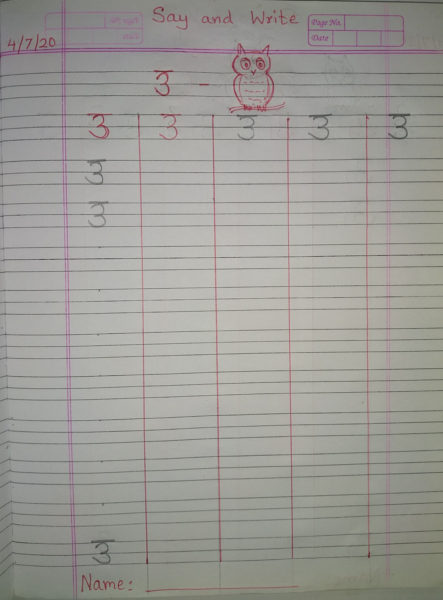 Say and Write
Page No.
Date
4/7/20
उ –
उ उ उ उ उ
उ
उ
उ
Name: